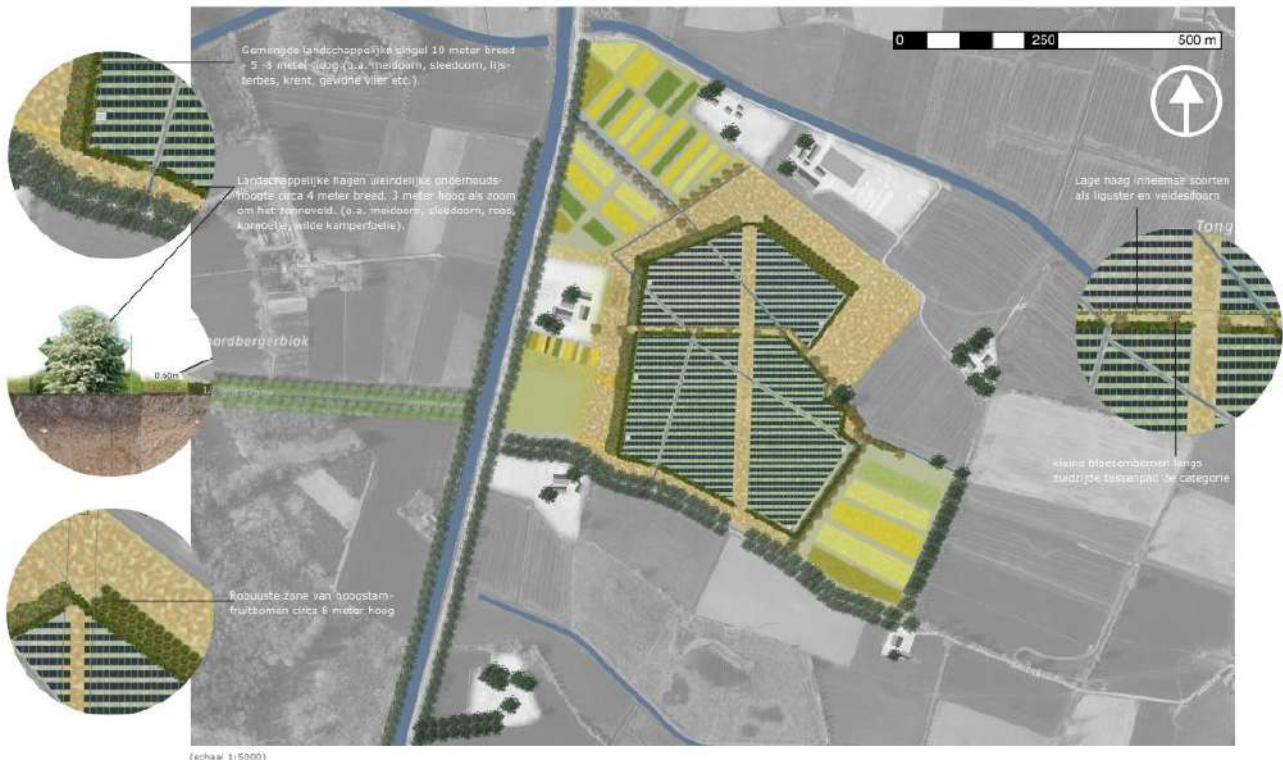 0 250 500 m
Gemengde landschappelijke singel 10 meter breed
- 5 -8 meter hoog (o.a. meidoorn, sleedoorn, lijs-
terbes, krent, gewone vlier etc.).
Landschappelijke hagen uiteindelijke onderhouds-
hoogte circa 4 meter breed. 3 meter hoog als zoom
om het zonneveld. (o.a. meidoorn, sleedoorn, roos,
kornoelje, wilde kamperfoelie).
Lage haag inheemse soorten
als liguster en veldesdoorn
Tong
oordbergerblok
0.60m
Kleine bloesembomen langs
zuidzijde tussenpad 3e categorie
Robuuste zone van hoogstam-
fruitbomen circa 6 meter hoog
(schaal 1:5000)